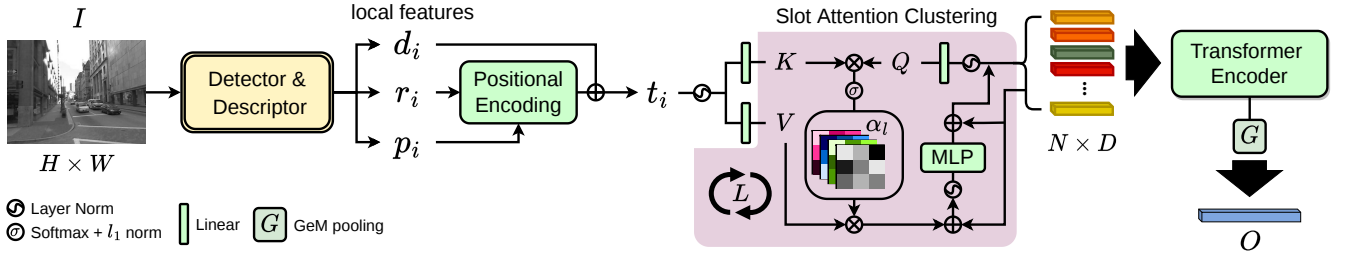 I
H × W
Detector &
Descriptor
local features
d_i
r_i
p_i
Positional
Encoding
t_i
Slot Attention Clustering
K
Q
V
σ
α_l
MLP
L
...
N × D
Transformer
Encoder
G
O
Layer Norm
σ Softmax + l_1 norm
Linear
G GeM pooling